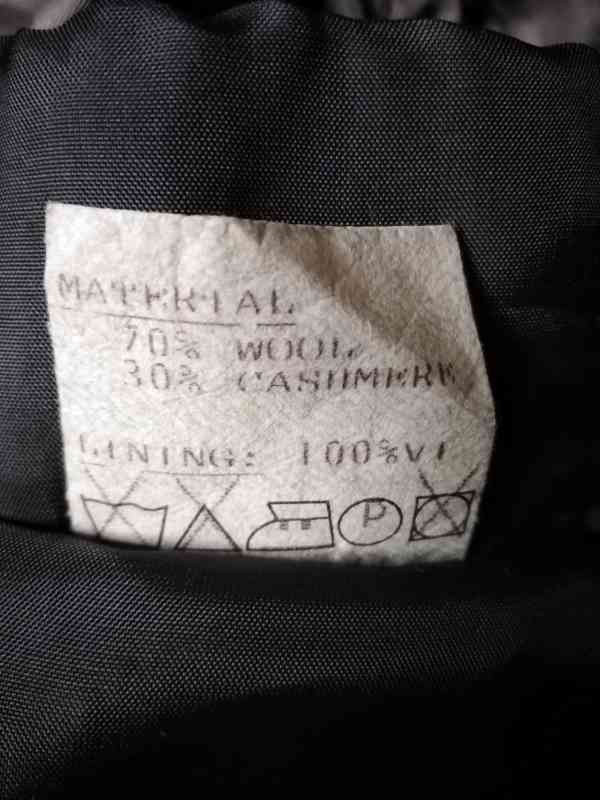 MATERIAL
70% WOOL
30% CASHMERE
LINING: 100%VI
P